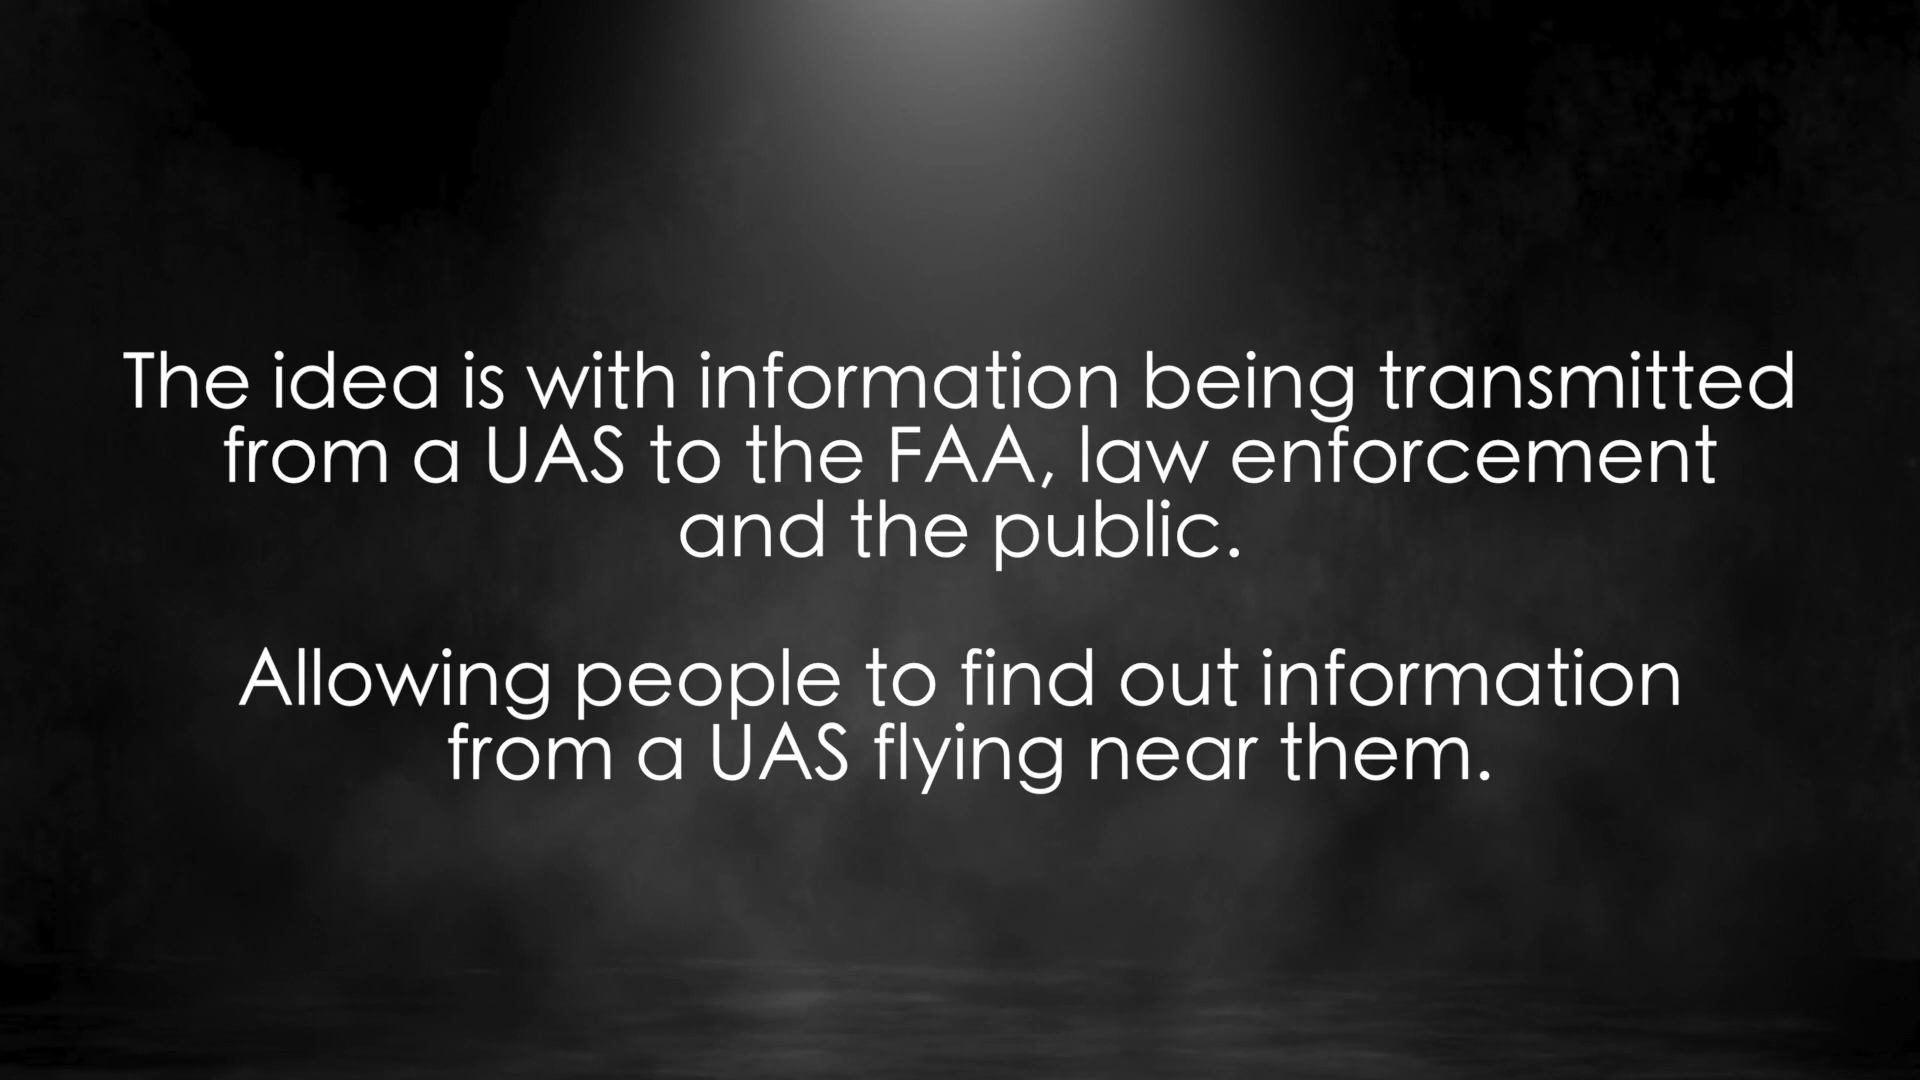 The idea is with information being transmitted
from a UAS to the FAA, law enforcement
and the public.
Allowing people to find out information
from a UAS flying near them.